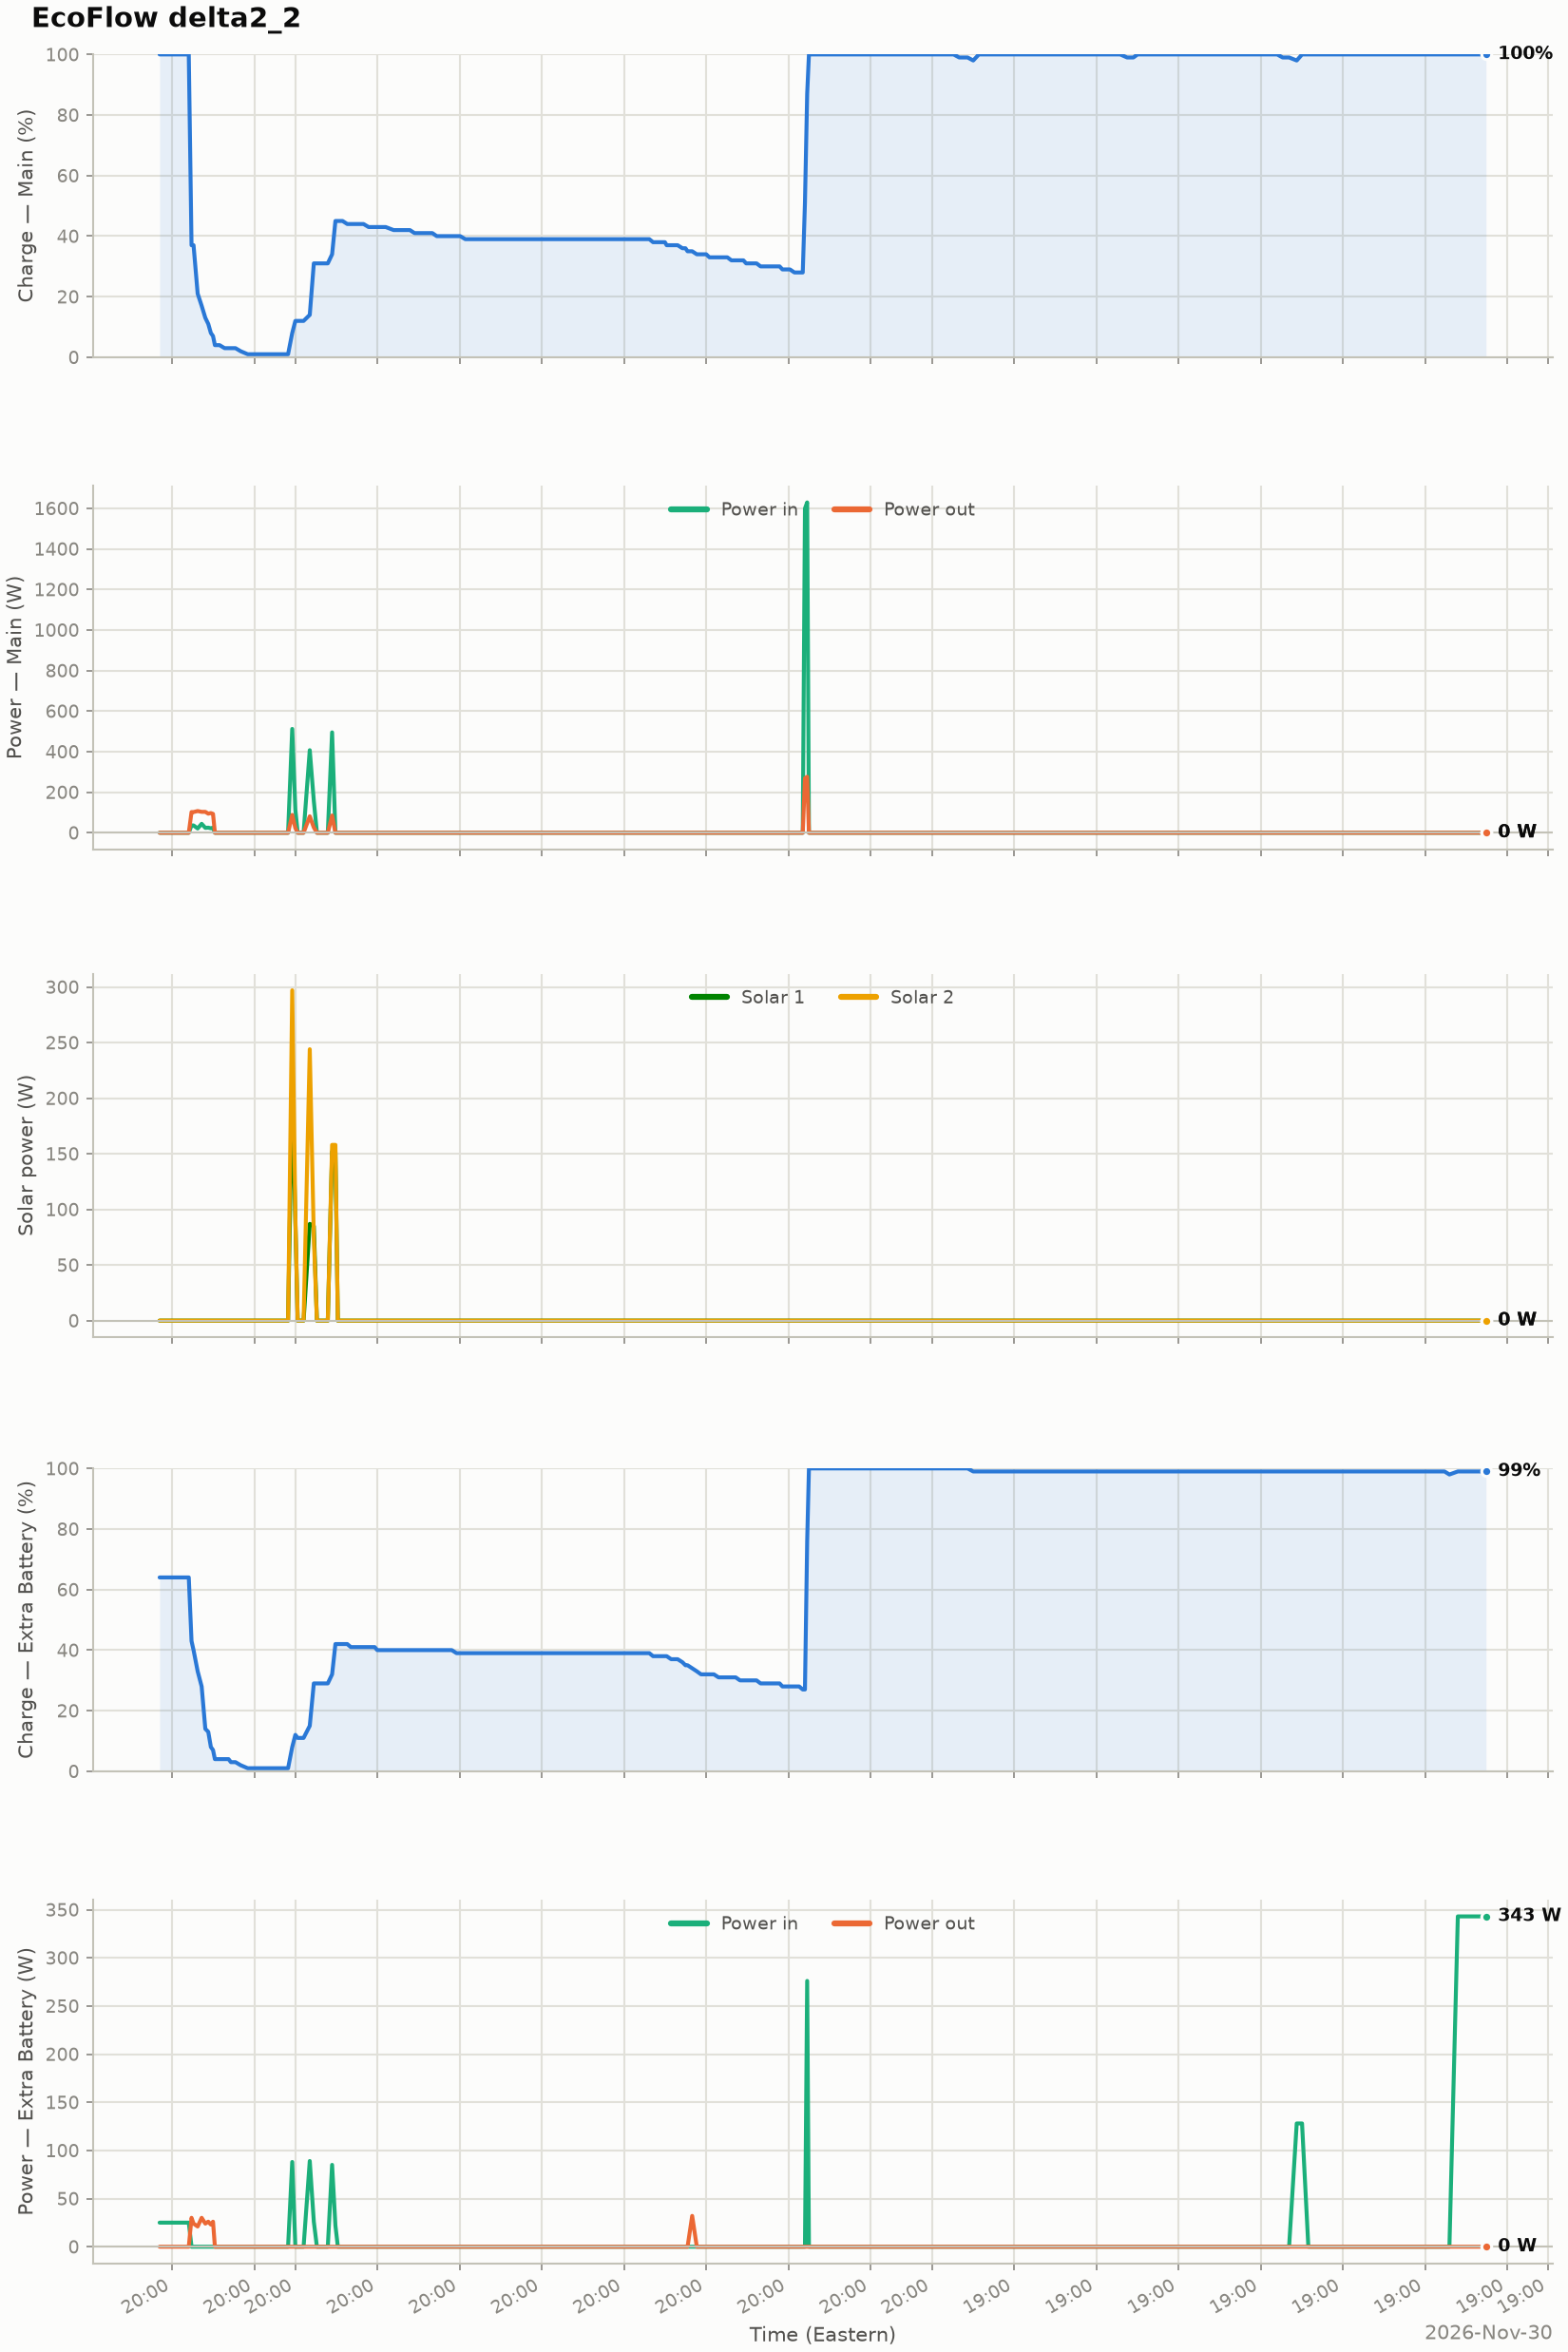 EcoFlow delta2_2
Charge — Main (%)
100
80
60
40
20
0
100%
Power — Main (W)
1600
1400
1200
1000
800
600
400
200
0
Power in
Power out
0 W
Solar power (W)
300
250
200
150
100
50
0
Solar 1
Solar 2
0 W
Charge — Extra Battery (%)
100
80
60
40
20
0
99%
Power — Extra Battery (W)
350
300
250
200
150
100
50
0
Power in
Power out
343 W
0 W
20:00 20:00 20:00 20:00 20:00 20:00 20:00 20:00 20:00 20:00 20:00 19:00 19:00 19:00 19:00 19:00 19:00 19:00 19:00
Time (Eastern)
2026-Nov-30